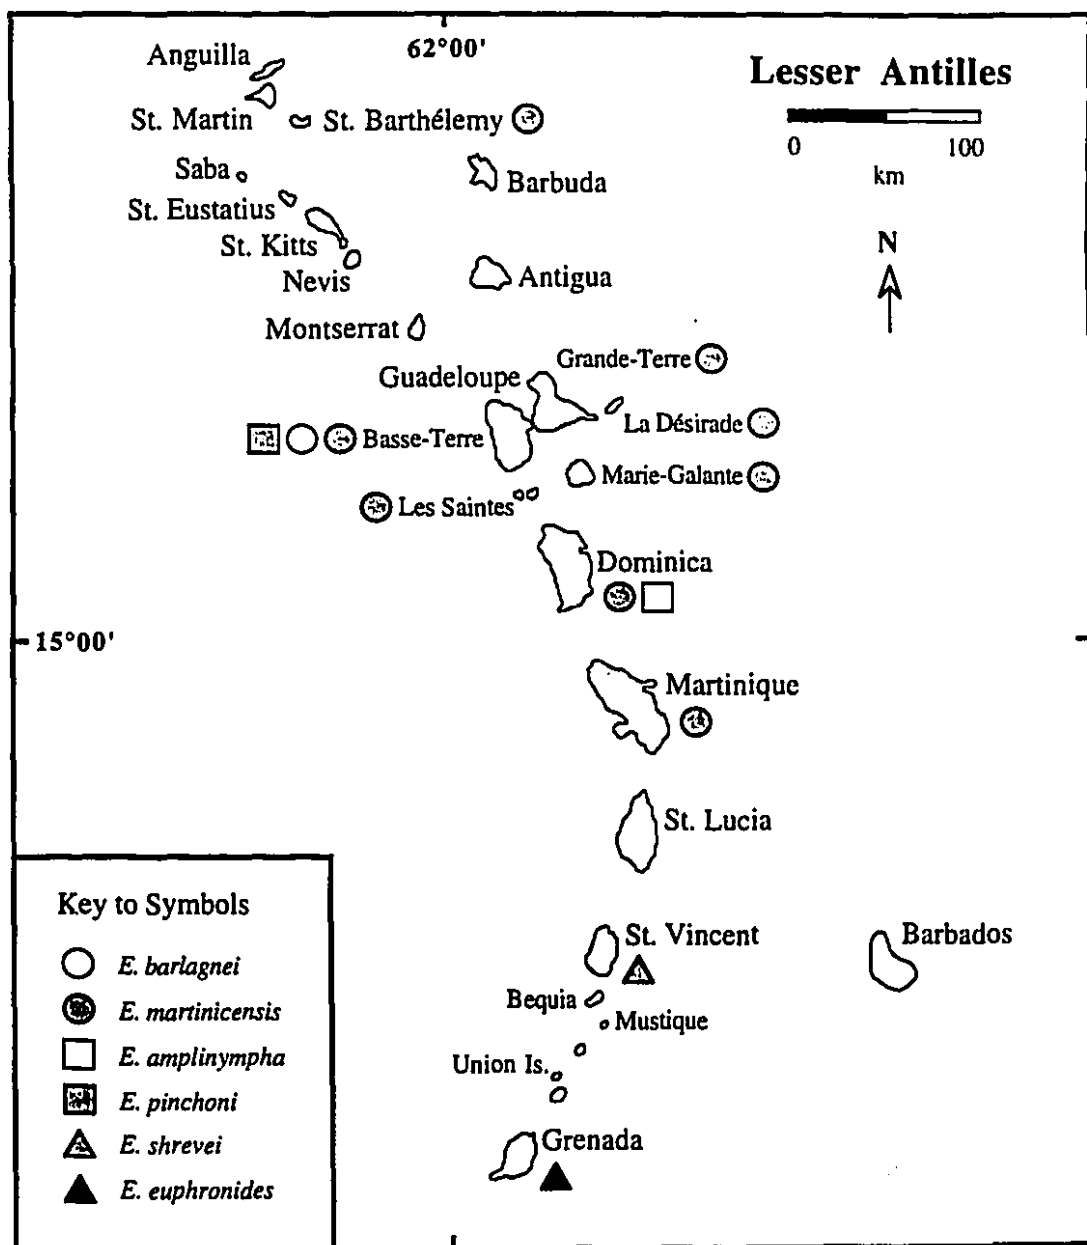 62°00'
Lesser Antilles
0 100
km
N
Anguilla
St. Martin
St. Barthélemy
Saba
St. Eustatius
St. Kitts
Nevis
Barbuda
Antigua
Montserrat
Guadeloupe
Grande-Terre
La Désirade
Basse-Terre
Marie-Galante
Les Saintes
Dominica
15°00'
Martinique
St. Lucia
St. Vincent
Barbados
Bequia
Mustique
Union Is.
Grenada
Key to Symbols
E. barlagnei
E. martinicensis
E. amplinympha
E. pinchoni
E. shrevei
E. euphronides